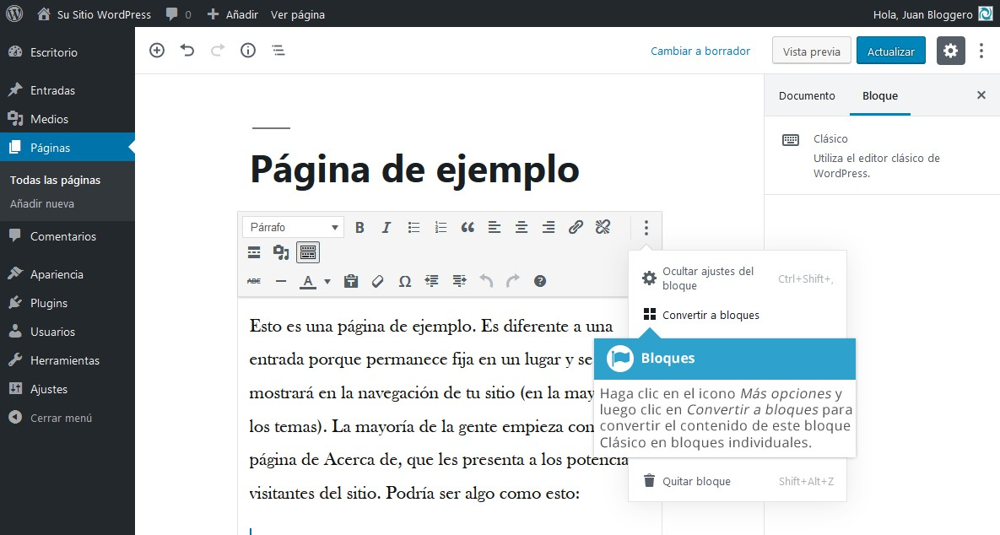 Su Sitio WordPress 0 Añadir Ver página Hola, Juan Bloggero
Escritorio
Entradas
Medios
Páginas
Todas las páginas
Añadir nueva
Comentarios
Apariencia
Plugins
Usuarios
Herramientas
Ajustes
Cerrar menú
Cambiar a borrador Vista previa Actualizar
Página de ejemplo
Párrafo B I
ABC A Ω
Esto es una página de ejemplo. Es diferente a una
entrada porque permanece fija en un lugar y se
mostrará en la navegación de tu sitio (en la may
los temas). La mayoría de la gente empieza con
página de Acerca de, que les presenta a los potencia
visitantes del sitio. Podría ser algo como esto:
Ocultar ajustes del Ctrl+Shift+,
bloque
Convertir a bloques
Bloques
Haga clic en el icono Más opciones y
luego clic en Convertir a bloques para
convertir el contenido de este bloque
Clásico en bloques individuales.
Quitar bloque Shift+Alt+Z
Documento Bloque
Clásico
Utiliza el editor clásico de
WordPress.